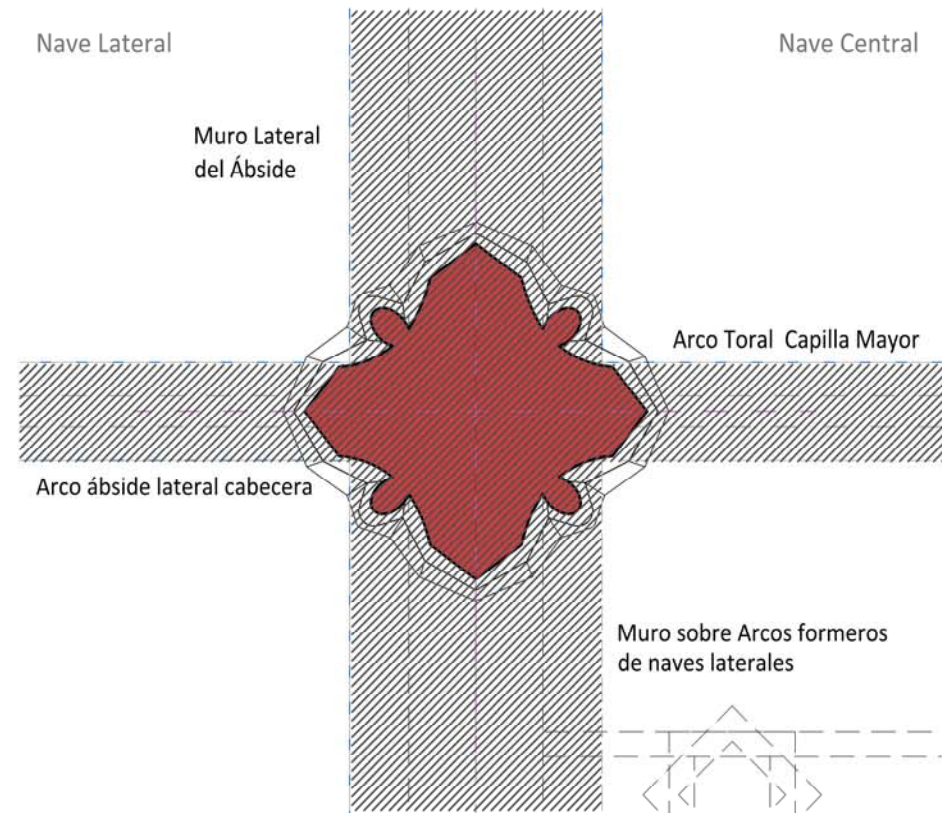 Nave Lateral
Nave Central
Muro Lateral
del Ábside
Arco Toral Capilla Mayor
Arco ábside lateral cabecera
Muro sobre Arcos formeros
de naves laterales